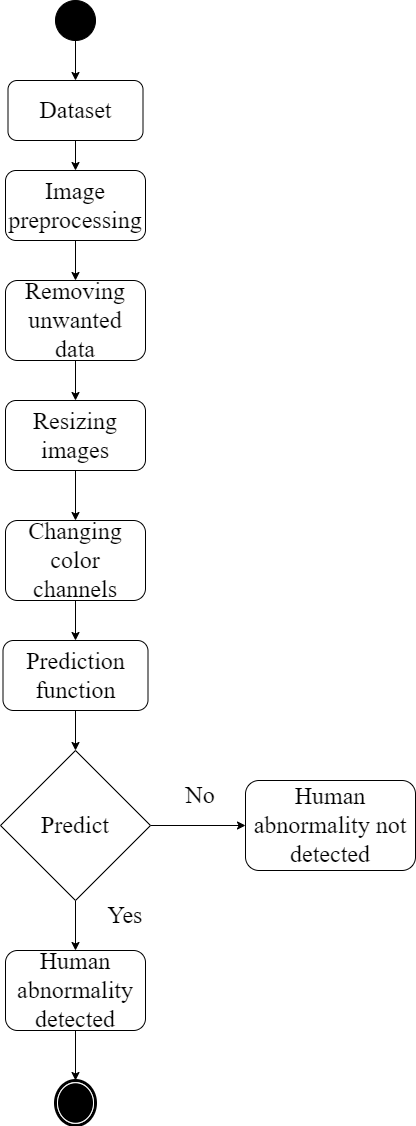 Dataset
Image
preprocessing
Removing
unwanted
data
Resizing
images
Changing
color
channels
Prediction
function
Predict
No
Human
abnormality not
detected
Yes
Human
abnormality
detected